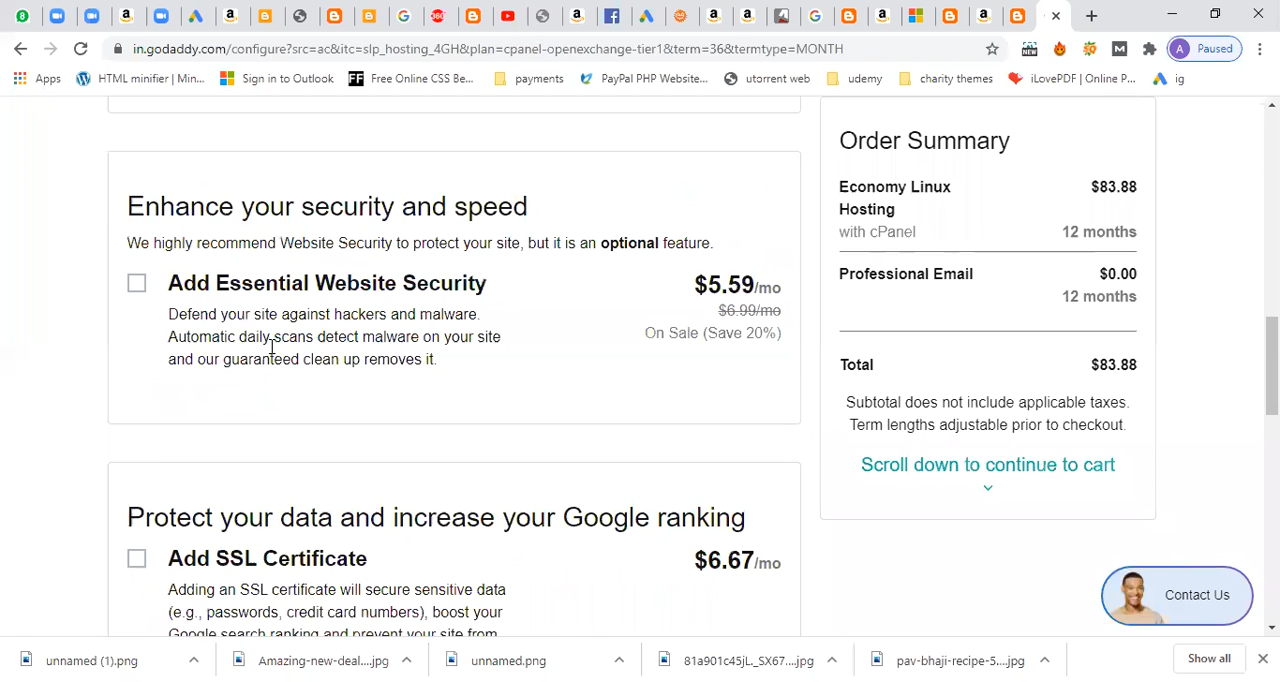 in.godaddy.com/configure?src=ac&itc=slp_hosting_4GH&plan=cpanel-openexchange-tier1&term=36&termtype=MONTH
A Paused
Apps
HTML minifier | Min...
Sign in to Outlook
FF Free Online CSS Be...
payments
PayPal PHP Website...
utorrent web
udemy
charity themes
iLovePDF | Online P...
ig
Enhance your security and speed
We highly recommend Website Security to protect your site, but it is an optional feature.
Add Essential Website Security
$5.59/mo
$6.99/mo
On Sale (Save 20%)
Defend your site against hackers and malware.
Automatic daily scans detect malware on your site
and our guaranteed clean up removes it.
Protect your data and increase your Google ranking
Add SSL Certificate
$6.67/mo
Adding an SSL certificate will secure sensitive data
(e.g., passwords, credit card numbers), boost your
Google search ranking and prevent your site from
Order Summary
Economy Linux $83.88
Hosting
with cPanel 12 months
Professional Email $0.00
12 months
Total $83.88
Subtotal does not include applicable taxes.
Term lengths adjustable prior to checkout.
Scroll down to continue to cart
Contact Us
unnamed (1).png
Amazing-new-deal....jpg
unnamed.png
81a901c45jL._SX67....jpg
pav-bhaji-recipe-5....jpg
Show all